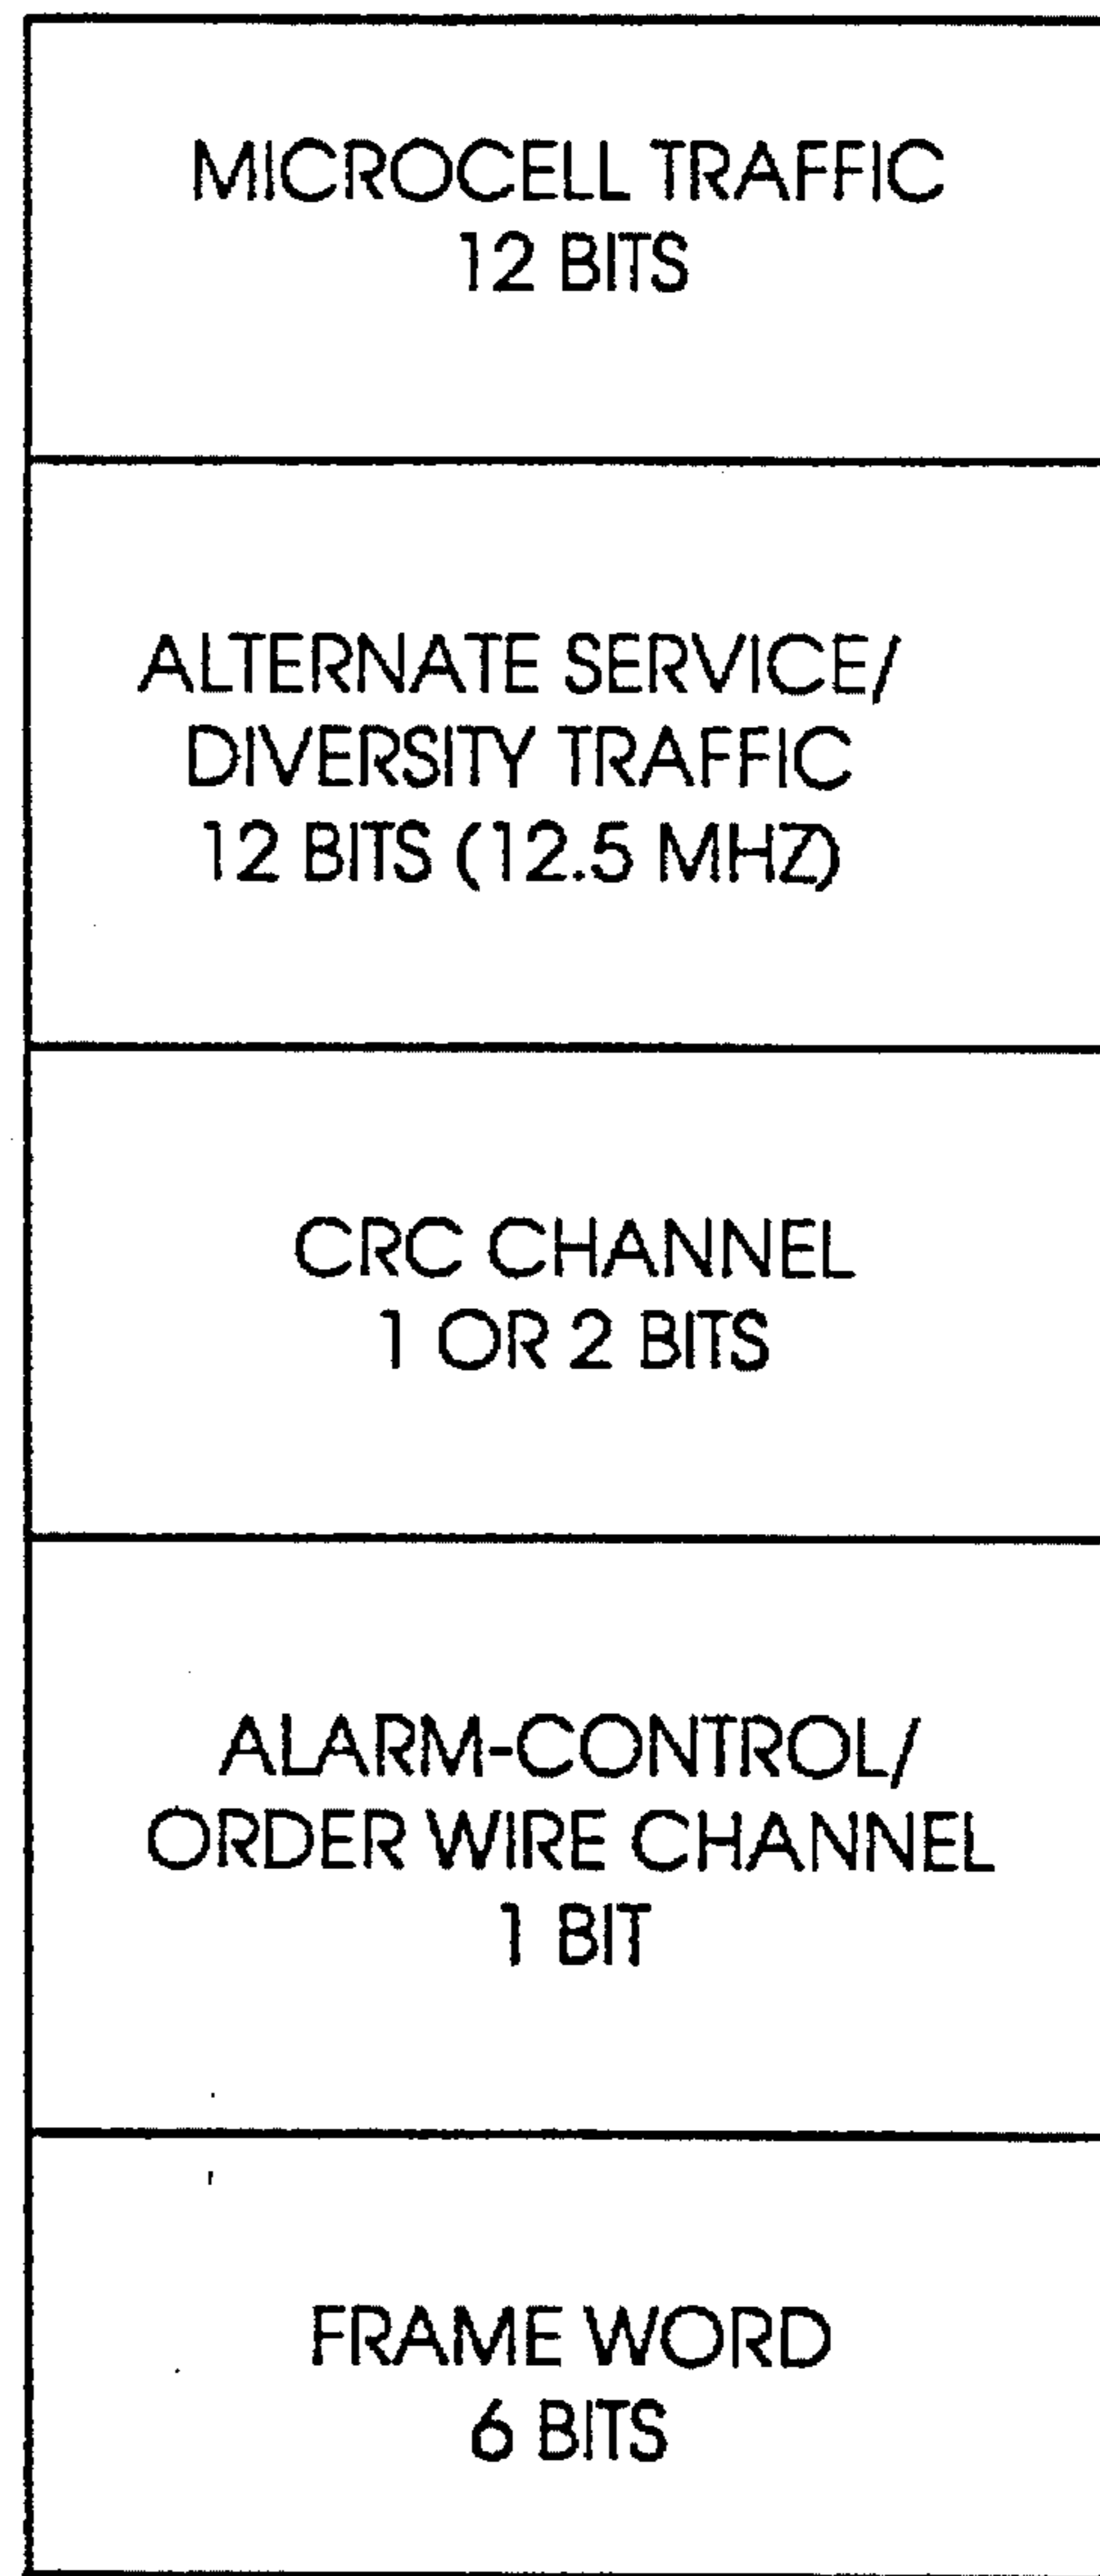 MICROCELL TRAFFIC
12 BITS
ALTERNATE SERVICE/
DIVERSITY TRAFFIC
12 BITS (12.5 MHZ)
CRC CHANNEL
1 OR 2 BITS
ALARM-CONTROL/
ORDER WIRE CHANNEL
1 BIT
FRAME WORD
6 BITS